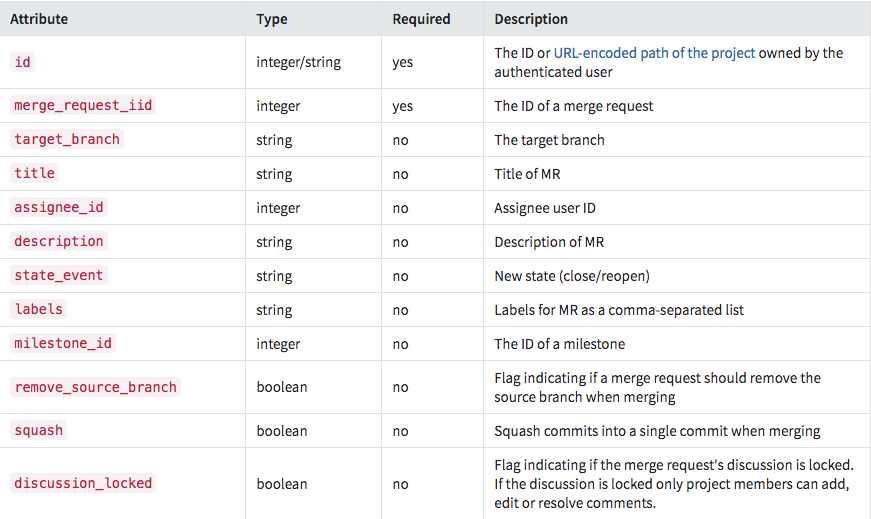 Attribute Type Required Description
id integer/string yes The ID or URL-encoded path of the project owned by the
authenticated user
merge_request_iid integer yes The ID of a merge request
target_branch string no The target branch
title string no Title of MR
assignee_id integer no Assignee user ID
description string no Description of MR
state_event string no New state (close/reopen)
labels string no Labels for MR as a comma-separated list
milestone_id integer no The ID of a milestone
remove_source_branch boolean no Flag indicating if a merge request should remove the
source branch when merging
squash boolean no Squash commits into a single commit when merging
discussion_locked boolean no Flag indicating if the merge request's discussion is locked.
If the discussion is locked only project members can add,
edit or resolve comments.